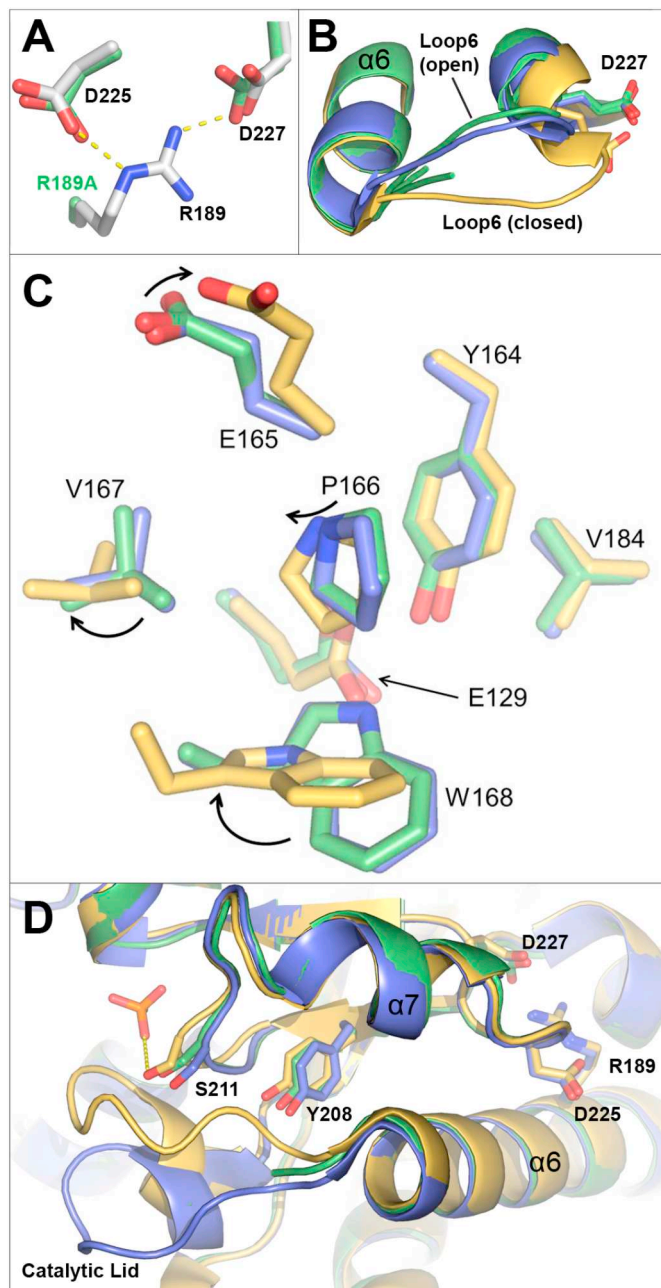 A
D225
D227
R189A
R189
B
α6
Loop6
(open)
D227
Loop6 (closed)
C
Y164
E165
V167
P166
V184
E129
W168
D
D227
α7
R189
S211
Y208
D225
α6
Catalytic Lid